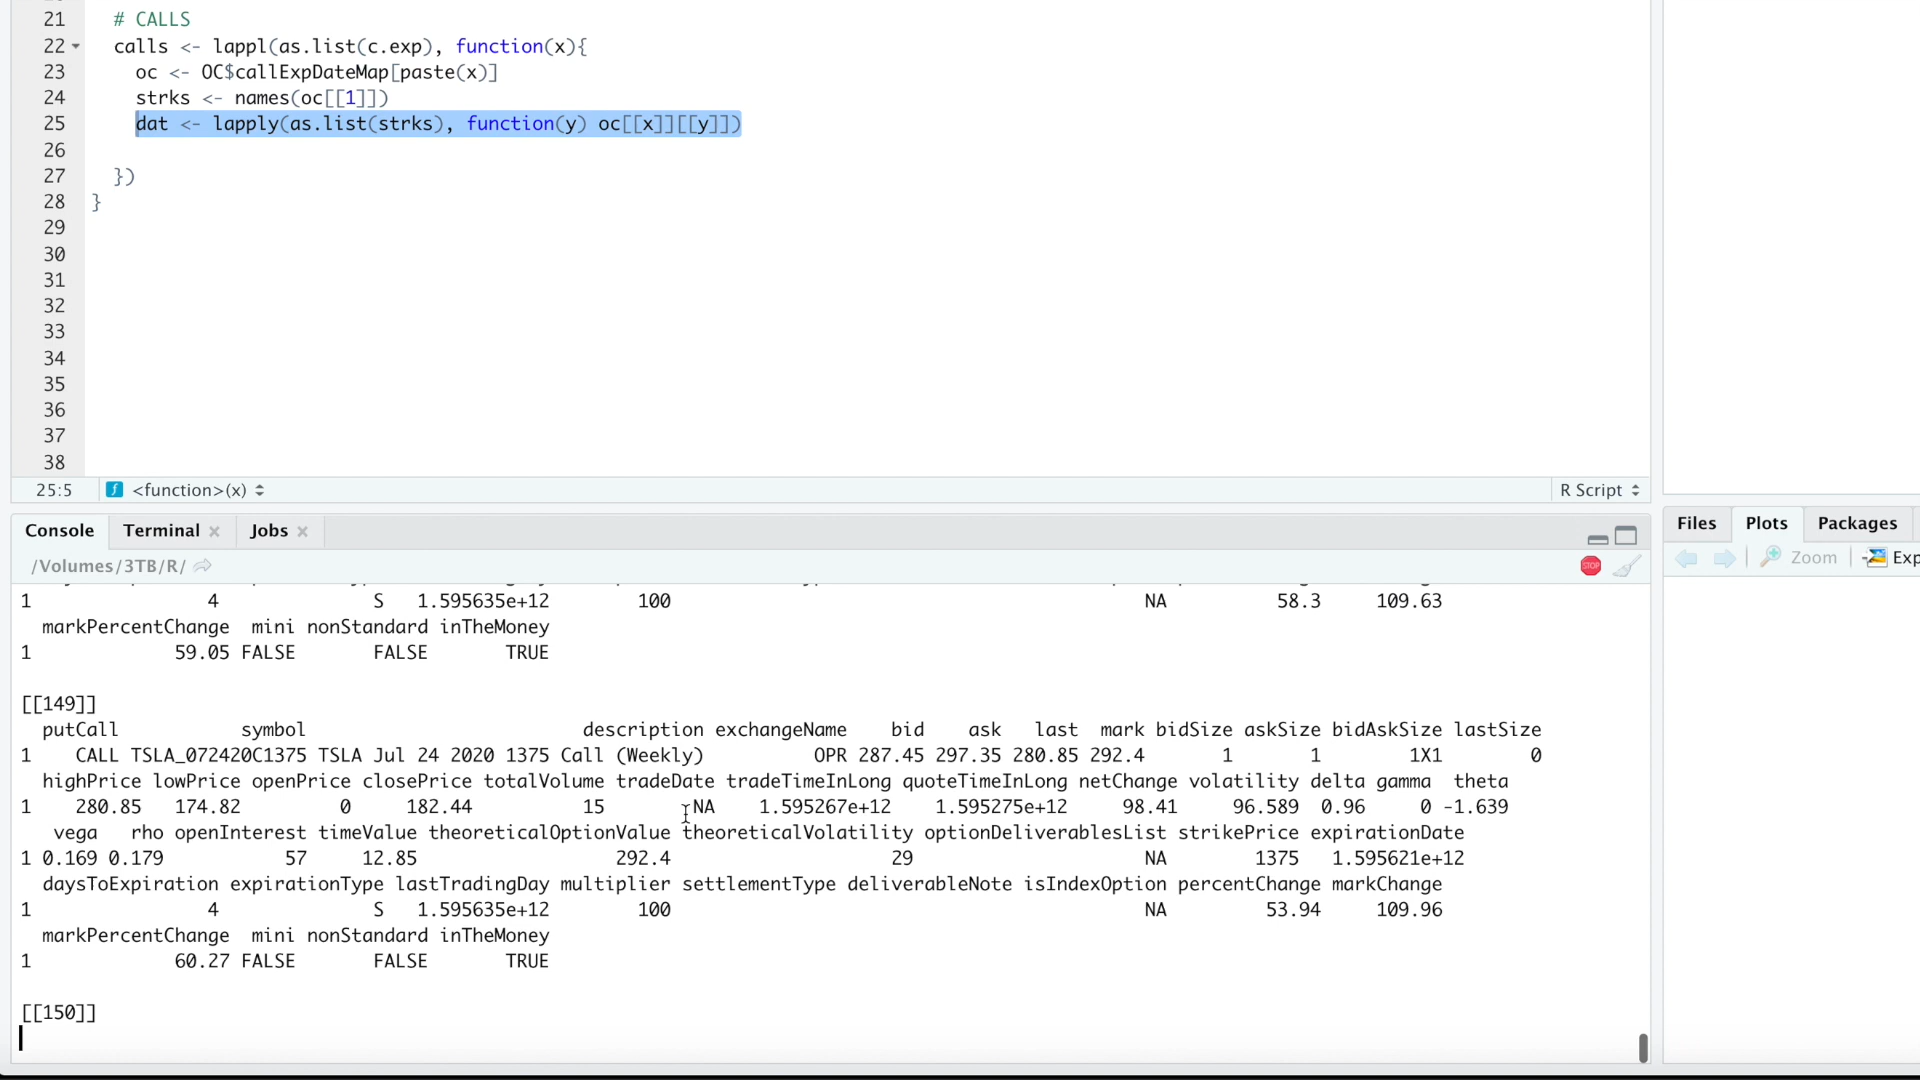 21 # CALLS
22 calls <- lappl(as.list(c.exp), function(x){
23 oc <- OC$callExpDateMap[paste(x)]
24 strks <- names(oc[[1]])
25 dat <- lapply(as.list(strks), function(y) oc[[x]][[y]])
26
27 })
28 }
29
30
31
32
33
34
35
36
37
38
25:5 <function>(x) R Script
Console Terminal Jobs
/Volumes/3TB/R/
STOP
1 4 S 1.595635e+12 100 NA 58.3 109.63
markPercentChange mini nonStandard inTheMoney
1 59.05 FALSE FALSE TRUE
[[149]]
putCall symbol description exchangeName bid ask last mark bidSize askSize bidAskSize lastSize
1 CALL TSLA_072420C1375 TSLA Jul 24 2020 1375 Call (Weekly) OPR 287.45 297.35 280.85 292.4 1 1 1X1 0
highPrice lowPrice openPrice closePrice totalVolume tradeDate tradeTimeInLong quoteTimeInLong netChange volatility delta gamma theta
1 280.85 174.82 0 182.44 15 NA 1.595267e+12 1.595275e+12 98.41 96.589 0.96 0 -1.639
vega rho openInterest timeValue theoreticalOptionValue theoreticalVolatility optionDeliverablesList strikePrice expirationDate
1 0.169 0.179 57 12.85 292.4 29 NA 1375 1.595621e+12
daysToExpiration expirationType lastTradingDay multiplier settlementType deliverableNote isIndexOption percentChange markChange
1 4 S 1.595635e+12 100 NA 53.94 109.96
markPercentChange mini nonStandard inTheMoney
1 60.27 FALSE FALSE TRUE
[[150]]
Files Plots Packages
Zoom Exp